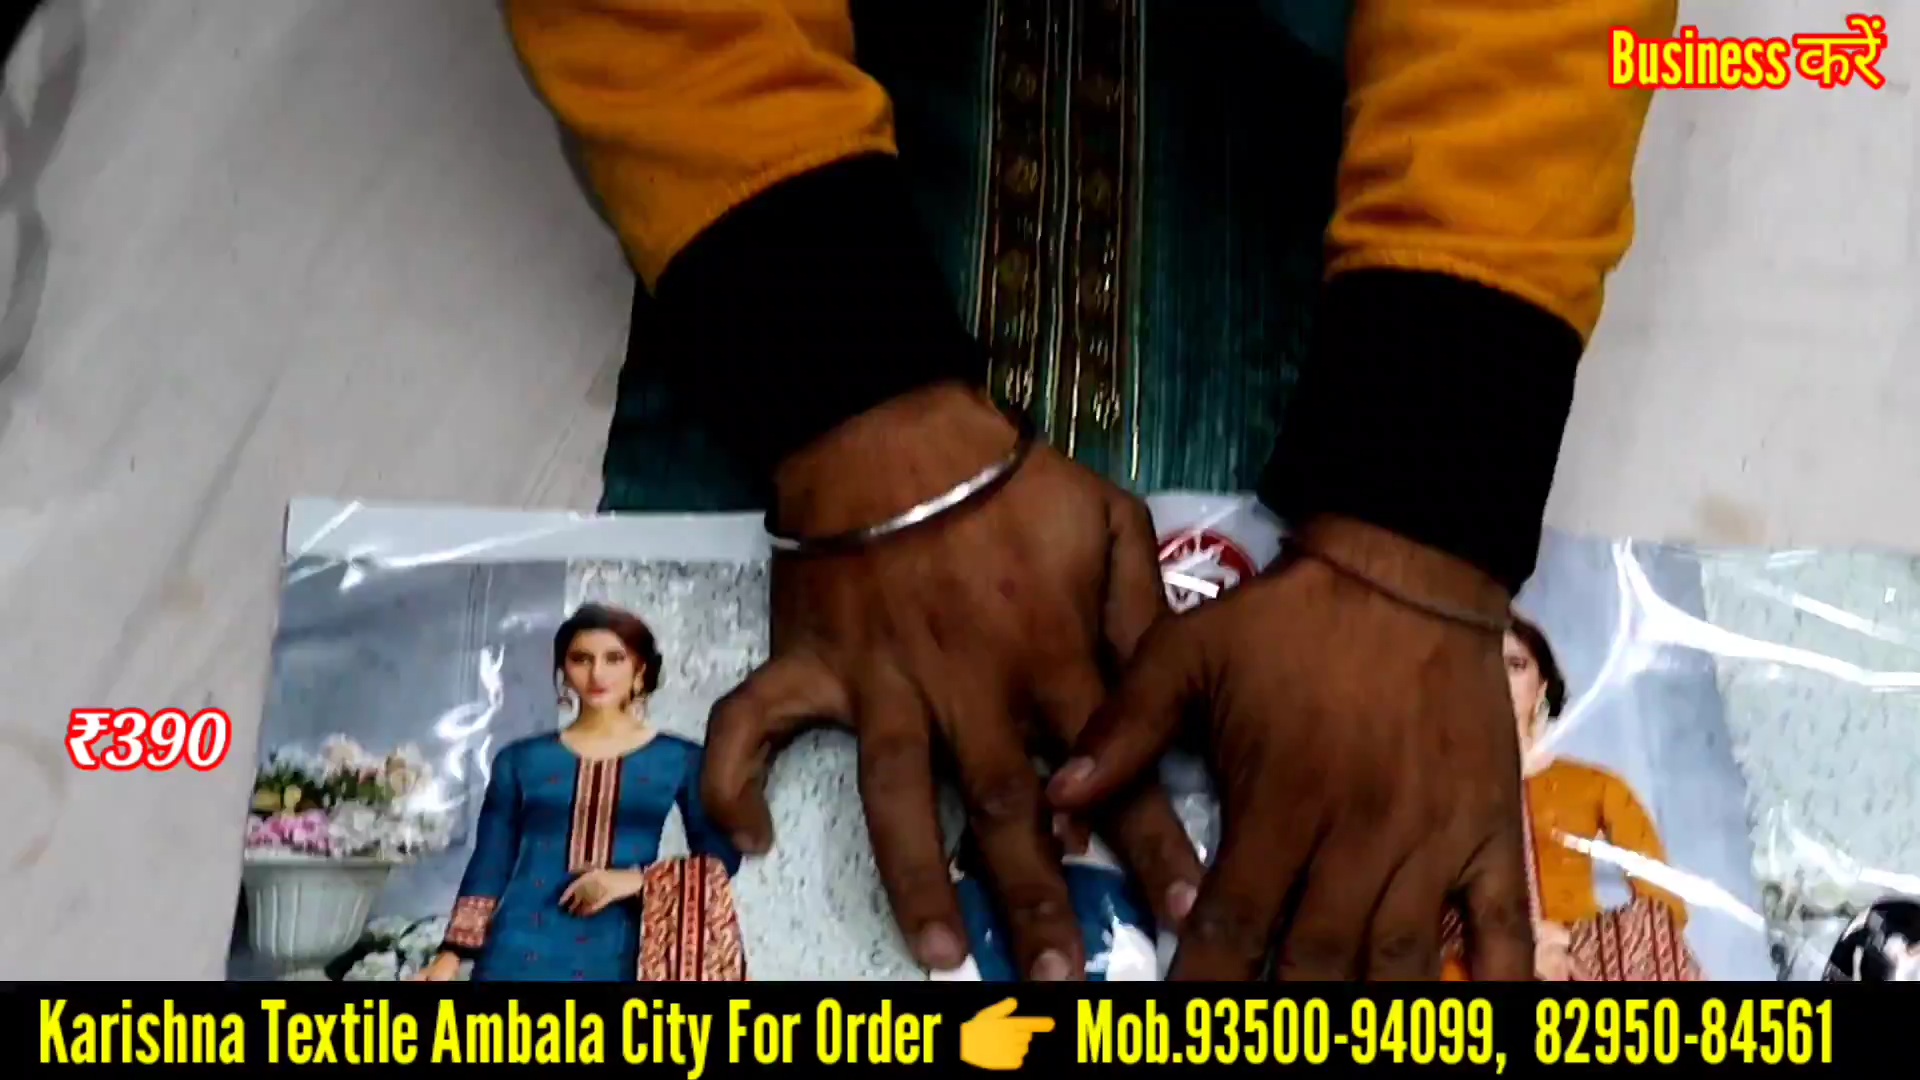 Business करें
₹390
Karishna Textile Ambala City For Order 👉 Mob.93500-94099, 82950-84561